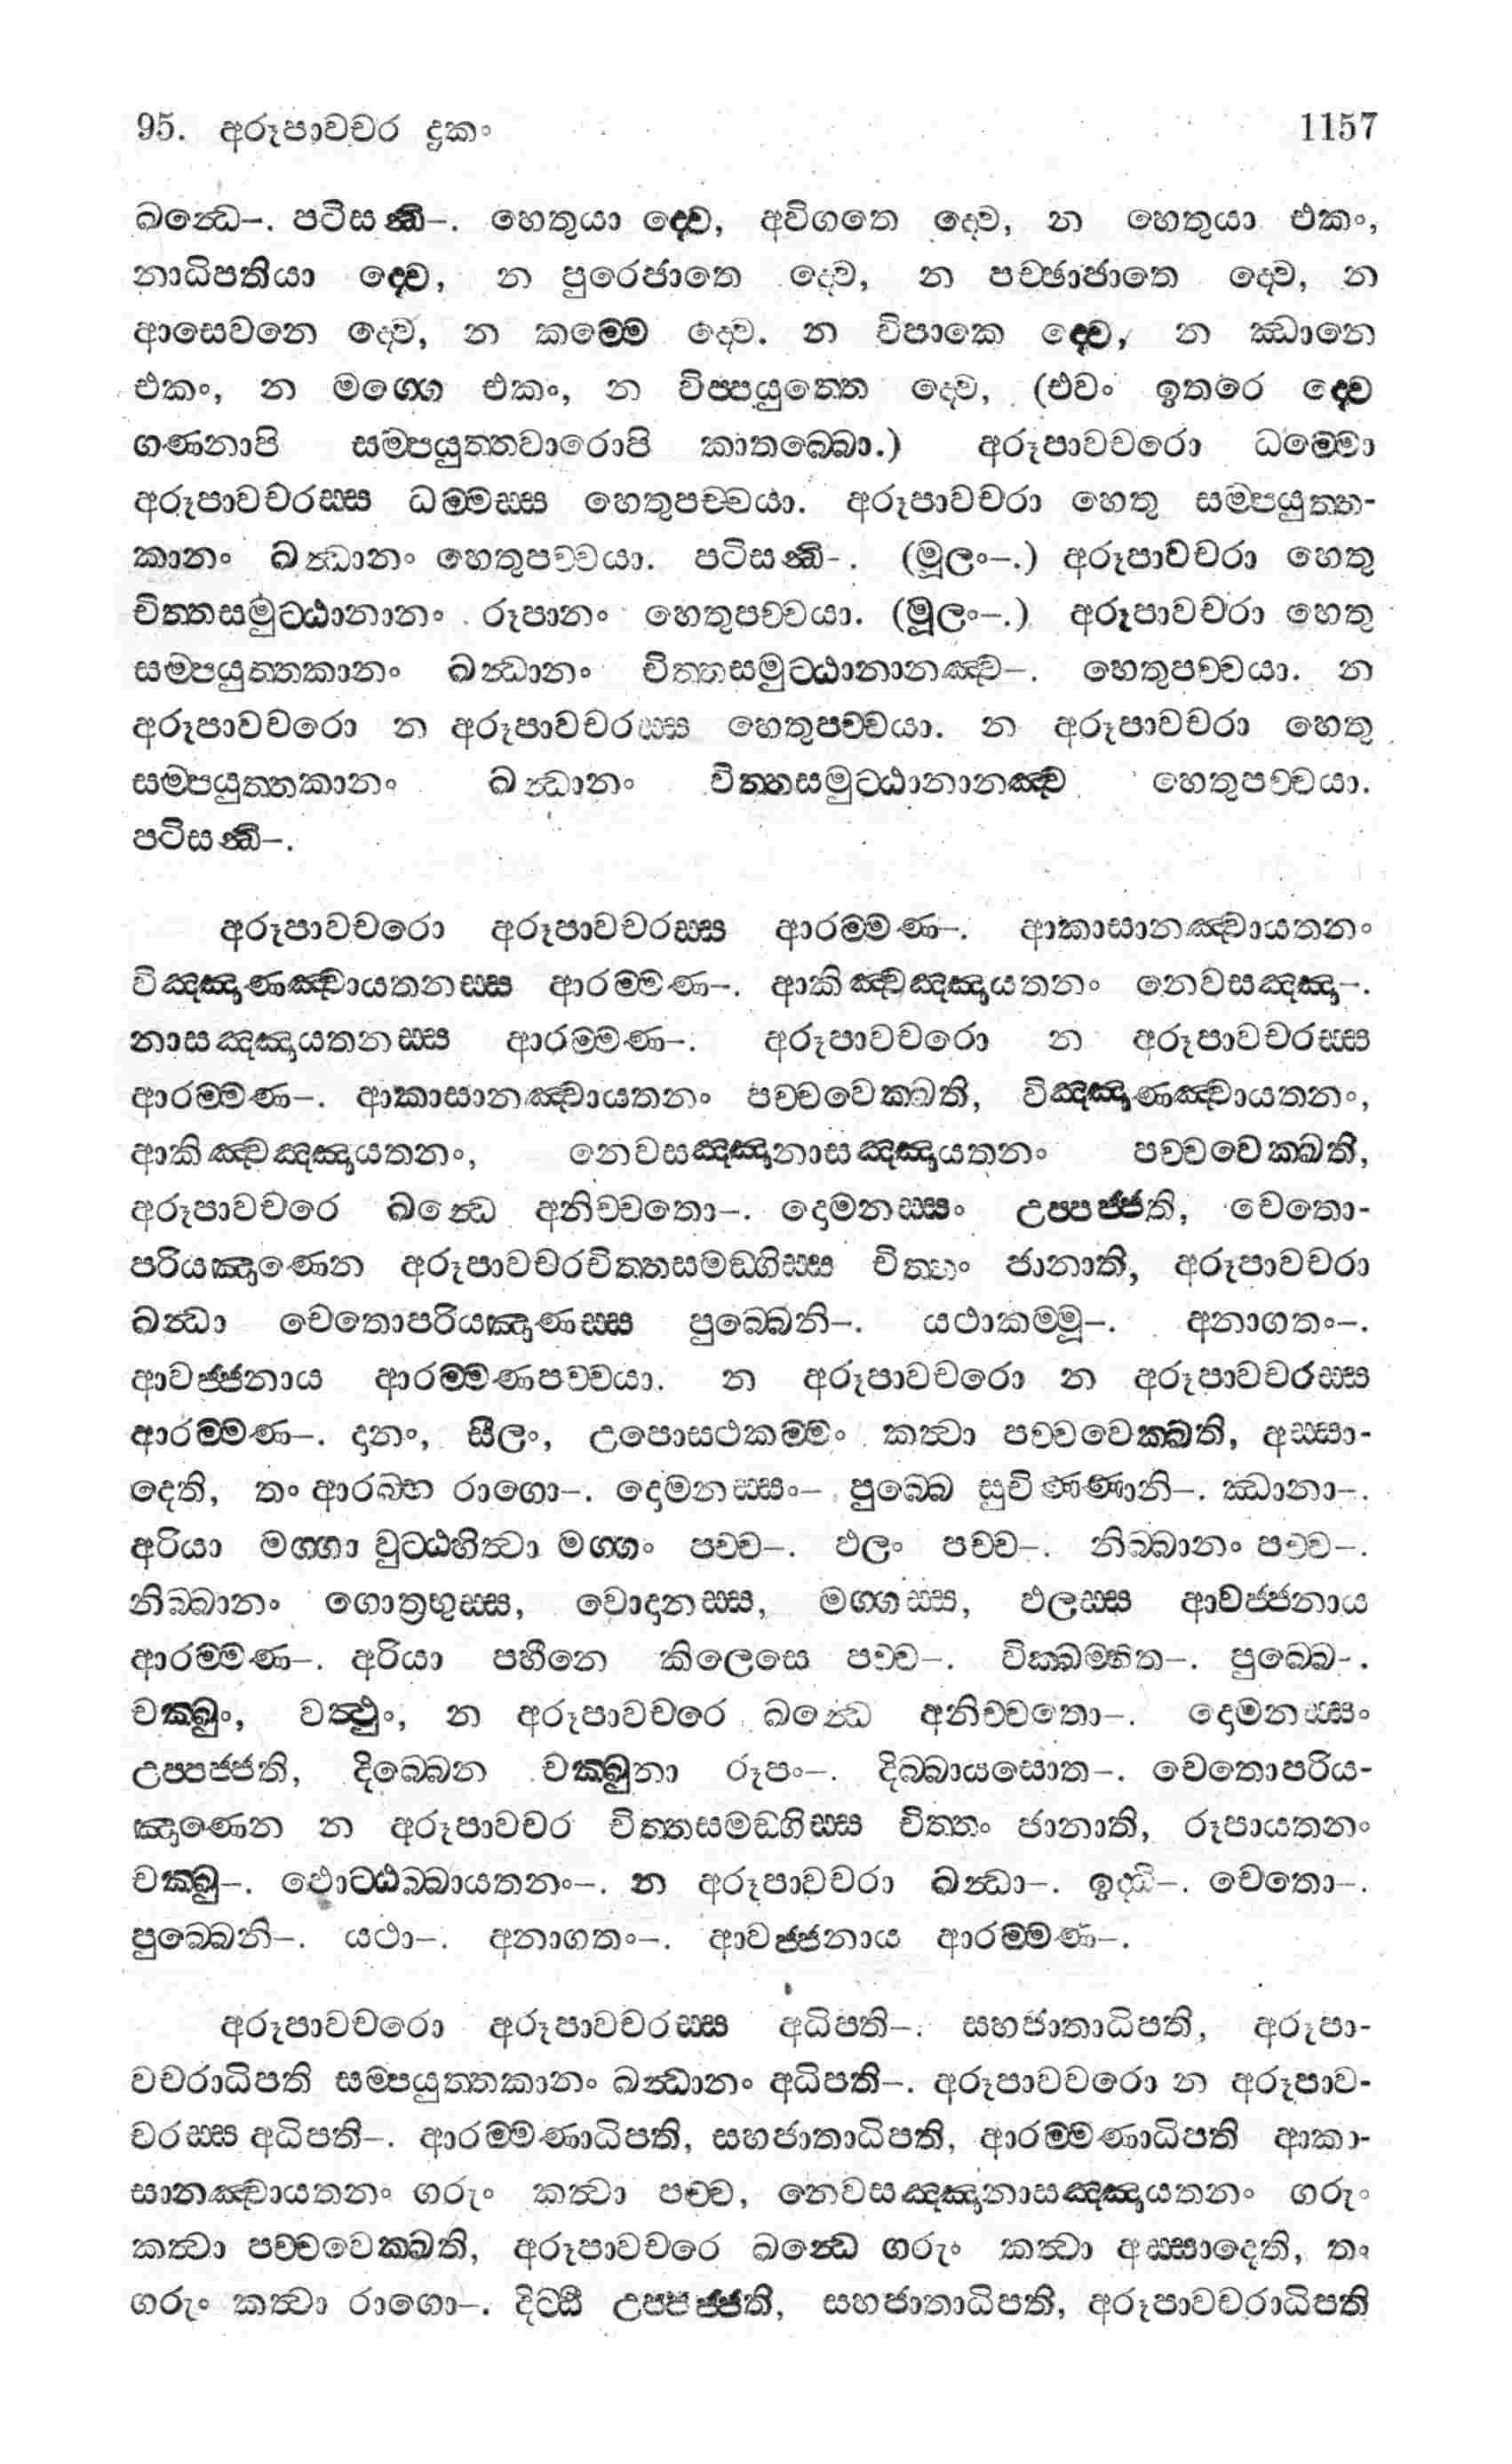 95. අරූපාවචර දුකං 1157
ඛන්ධෙ–. පටිසන්ධි–. හෙතුයා ද්වෙ, අවිගතෙ ද්වෙ, න හෙතුයා එකං,
නාධිපතියා ද්වෙ, න පුරෙජාතෙ ද්වෙ, න පච්ඡාජාතෙ ද්වෙ, න
ආසෙවනෙ ද්වෙ, න කම්මෙ ද්වෙ. න විපාකෙ ද්වෙ, න ඣානෙ
එකං, න මග්ගෙ එකං, න විප්පයුත්තෙ ද්වෙ, (එවං ඉතරෙ ද්වෙ
ගණනාපි සම්පයුත්තවාරොපි කාතබ්බො.) අරූපාවචරො ධම්මො
අරූපාවචරස්ස ධම්මස්ස හෙතුපච්චයා. අරූපාවචරා හෙතු සම්පයුත්ත-
කානං ඛන්ධානං හෙතුපච්චයා. පටිසන්ධි–. (මූලං–.) අරූපාවචරා හෙතු
චිත්තසමුට්ඨානානං රූපානං හෙතුපච්චයා. (මූලං–.) අරූපාවචරා හෙතු
සම්පයුත්තකානං ඛන්ධානං චිත්තසමුට්ඨානානඤ්ච–. හෙතුපච්චයා. න
අරූපාවචරො න අරූපාවචරස්ස හෙතුපච්චයා. න අරූපාවචරා හෙතු
සම්පයුත්තකානං ඛන්ධානං චිත්තසමුට්ඨානානඤ්ච හෙතුපච්චයා.
පටිසන්ධි–.
අරූපාවචරො අරූපාවචරස්ස ආරම්මණ–. ආකාසානඤ්චායතනං
විඤ්ඤාණඤ්චායතනස්ස ආරම්මණ–. ආකිඤ්චඤ්ඤායතනං නෙවසඤ්ඤා–.
නාසඤ්ඤායතනස්ස ආරම්මණ–. අරූපාවචරො න අරූපාවචරස්ස
ආරම්මණ–. ආකාසානඤ්චායතනං පච්චවෙක්ඛති, විඤ්ඤාණඤ්චායතනං,
ආකිඤ්චඤ්ඤායතනං, නෙවසඤ්ඤානාසඤ්ඤායතනං පච්චවෙක්ඛති,
අරූපාවචරෙ ඛන්ධෙ අනිච්චතො–. දොමනස්සං උප්පජ්ජති, චෙතො-
පරියඤාණෙන අරූපාවචරචිත්තසමඞ්ගිස්ස චිත්තං ජානාති, අරූපාවචරා
ඛන්ධා චෙතොපරියඤාණස්ස පුබ්බෙනි–. යථාකම්මූ–. අනාගතං–.
ආවජ්ජනාය ආරම්මණපච්චයා. න අරූපාවචරො න අරූපාවචරස්ස
ආරම්මණ–. දානං, සීලං, උපොසථකම්මං කත්වා පච්චවෙක්ඛති, අස්සා-
දෙති, තං ආරබ්භ රාගො–. දොමනස්සං– පුබ්බෙ සුචිණ්ණානි–. ඣානා–.
අරියා මග්ගා වුට්ඨහිත්වා මග්ගං පච්ච–. ඵලං පච්ච–. නිබ්බානං පච්ච–.
නිබ්බානං ගොත්‍රභුස්ස, වොදානස්ස, මග්ගස්ස, ඵලස්ස ආවජ්ජනාය
ආරම්මණ–. අරියා පහීනෙ කිලෙසෙ පච්ච–. වික්ඛම්භිත–. පුබ්බෙ–.
චක්ඛුං, වත්ථුං, න අරූපාවචරෙ ඛන්ධෙ අනිච්චතො–. දොමනස්සං
උප්පජ්ජති, දිබ්බෙන චක්ඛුනා රූපං–. දිබ්බායසොත–. චෙතොපරිය-
ඤාණෙන න අරූපාවචර චිත්තසමඞ්ගිස්ස චිත්තං ජානාති, රූපායතනං
චක්ඛු–. ඵොට්ඨබ්බායතනං–. න අරූපාවචරා ඛන්ධා–. ඉද්ධි–. චෙතො–.
පුබ්බෙනි–. යථා–. අනාගතං–. ආවජ්ජනාය ආරම්මණ–.
අරූපාවචරො අරූපාවචරස්ස අධිපති–. සහජාතාධිපති, අරූපා-
වචරාධිපති සම්පයුත්තකානං ඛන්ධානං අධිපති–. අරූපාවචරො න අරූපාව-
චරස්ස අධිපති–. ආරම්මණාධිපති, සහජාතාධිපති, ආරම්මණාධිපති ආකා-
සානඤ්චායතනං ගරුං කත්වා පච්ච, නෙවසඤ්ඤානාසඤ්ඤායතනං ගරුං
කත්වා පච්චවෙක්ඛති, අරූපාවචරෙ ඛන්ධෙ ගරුං කත්වා අස්සාදෙති, තං
ගරුං කත්වා රාගො–. දිට්ඨි උප්පජ්ජති, සහජාතාධිපති, අරූපාවචරාධිපති